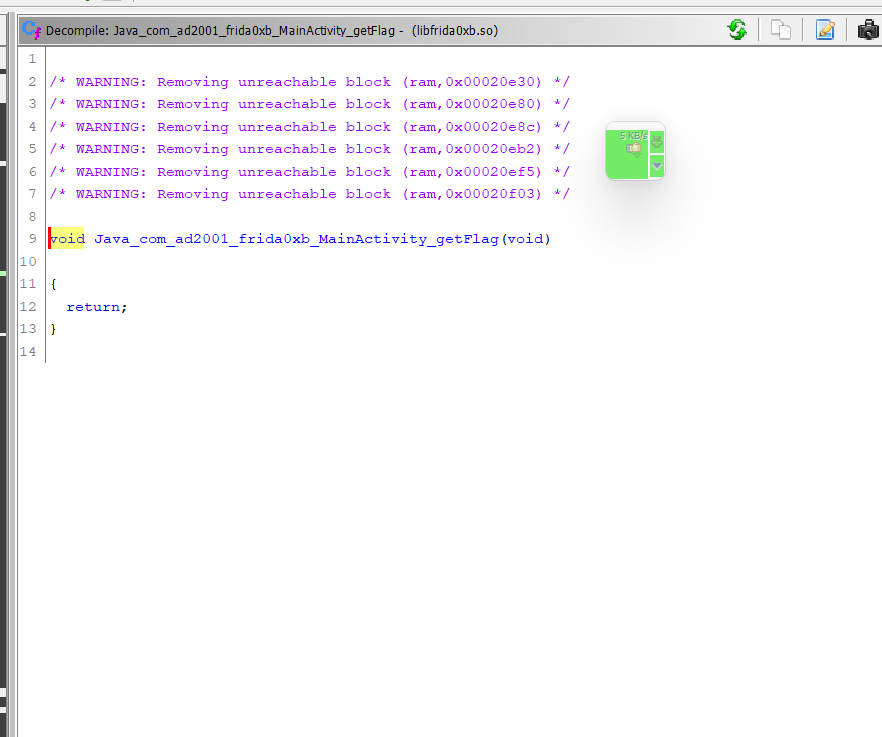 Decompile: Java_com_ad2001_frida0xb_MainActivity_getFlag - (libfrida0xb.so)
1
2 /* WARNING: Removing unreachable block (ram,0x00020e30) */
3 /* WARNING: Removing unreachable block (ram,0x00020e80) */
4 /* WARNING: Removing unreachable block (ram,0x00020e8c) */
5 /* WARNING: Removing unreachable block (ram,0x00020eb2) */
6 /* WARNING: Removing unreachable block (ram,0x00020ef5) */
7 /* WARNING: Removing unreachable block (ram,0x00020f03) */
8
9 void Java_com_ad2001_frida0xb_MainActivity_getFlag(void)
10
11 {
12 return;
13 }
14
5 KB/s